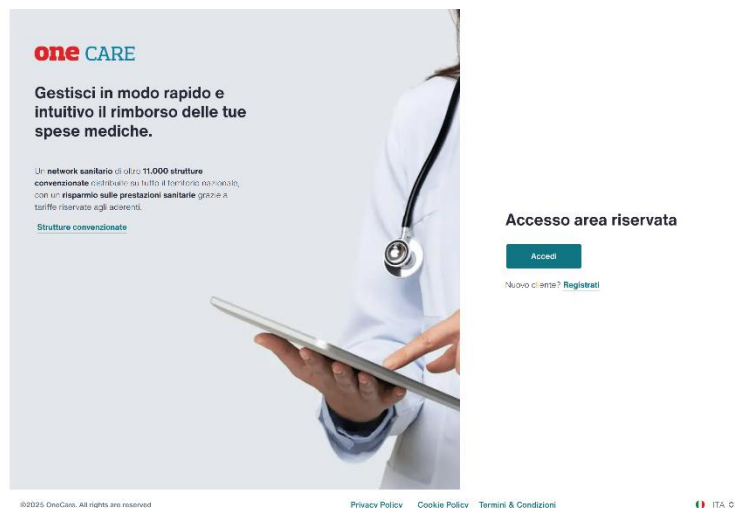 one CARE
Gestisci in modo rapido e
intuitivo il rimborso delle tue
spese mediche.
Un network sanitario di oltre 11.000 strutture
convenzionate distribuite su tutto il territorio nazionale,
con un risparmio sulle prestazioni sanitarie grazie a
tariffe riservate agli aderenti.
Strutture convenzionate
Accesso area riservata
Accedi
Nuovo cliente? Registrati
©2025 OneCare. All rights are reserved
Privacy Policy Cookie Policy Termini & Condizioni
ITA